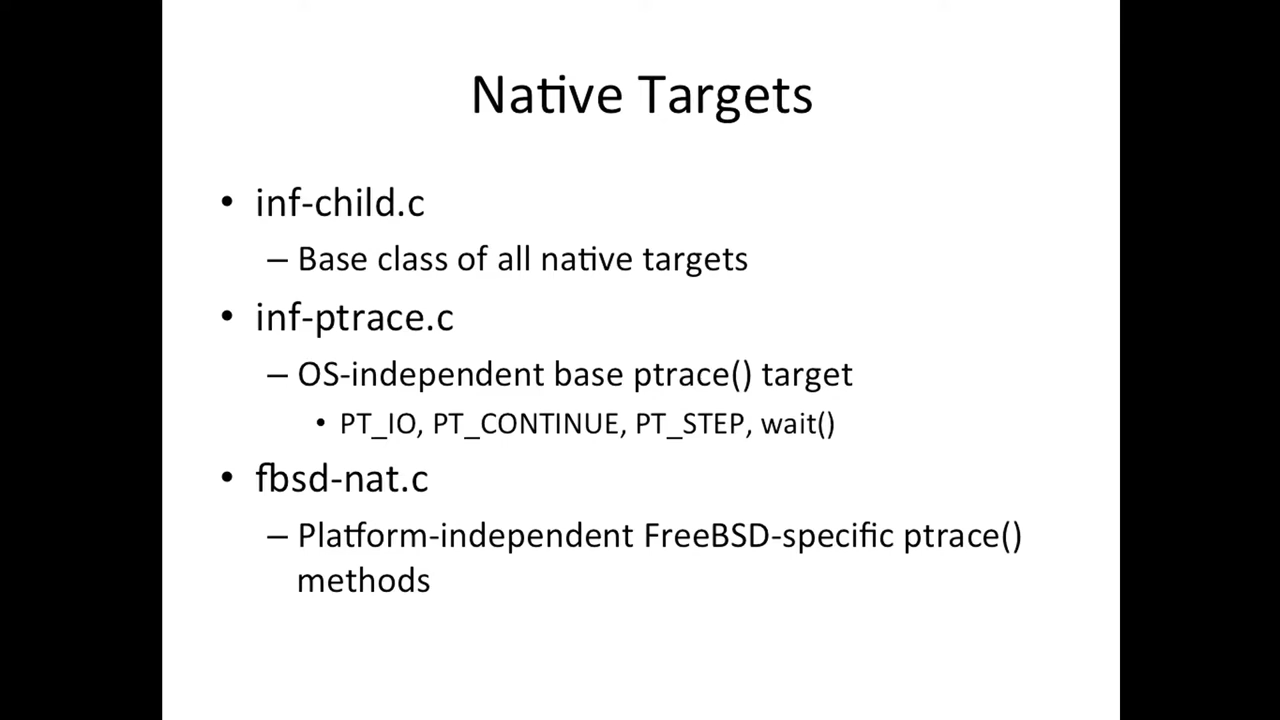 Native Targets
• inf-child.c
– Base class of all native targets
• inf-ptrace.c
– OS-independent base ptrace() target
• PT_IO, PT_CONTINUE, PT_STEP, wait()
• fbsd-nat.c
– Platform-independent FreeBSD-specific ptrace()
methods